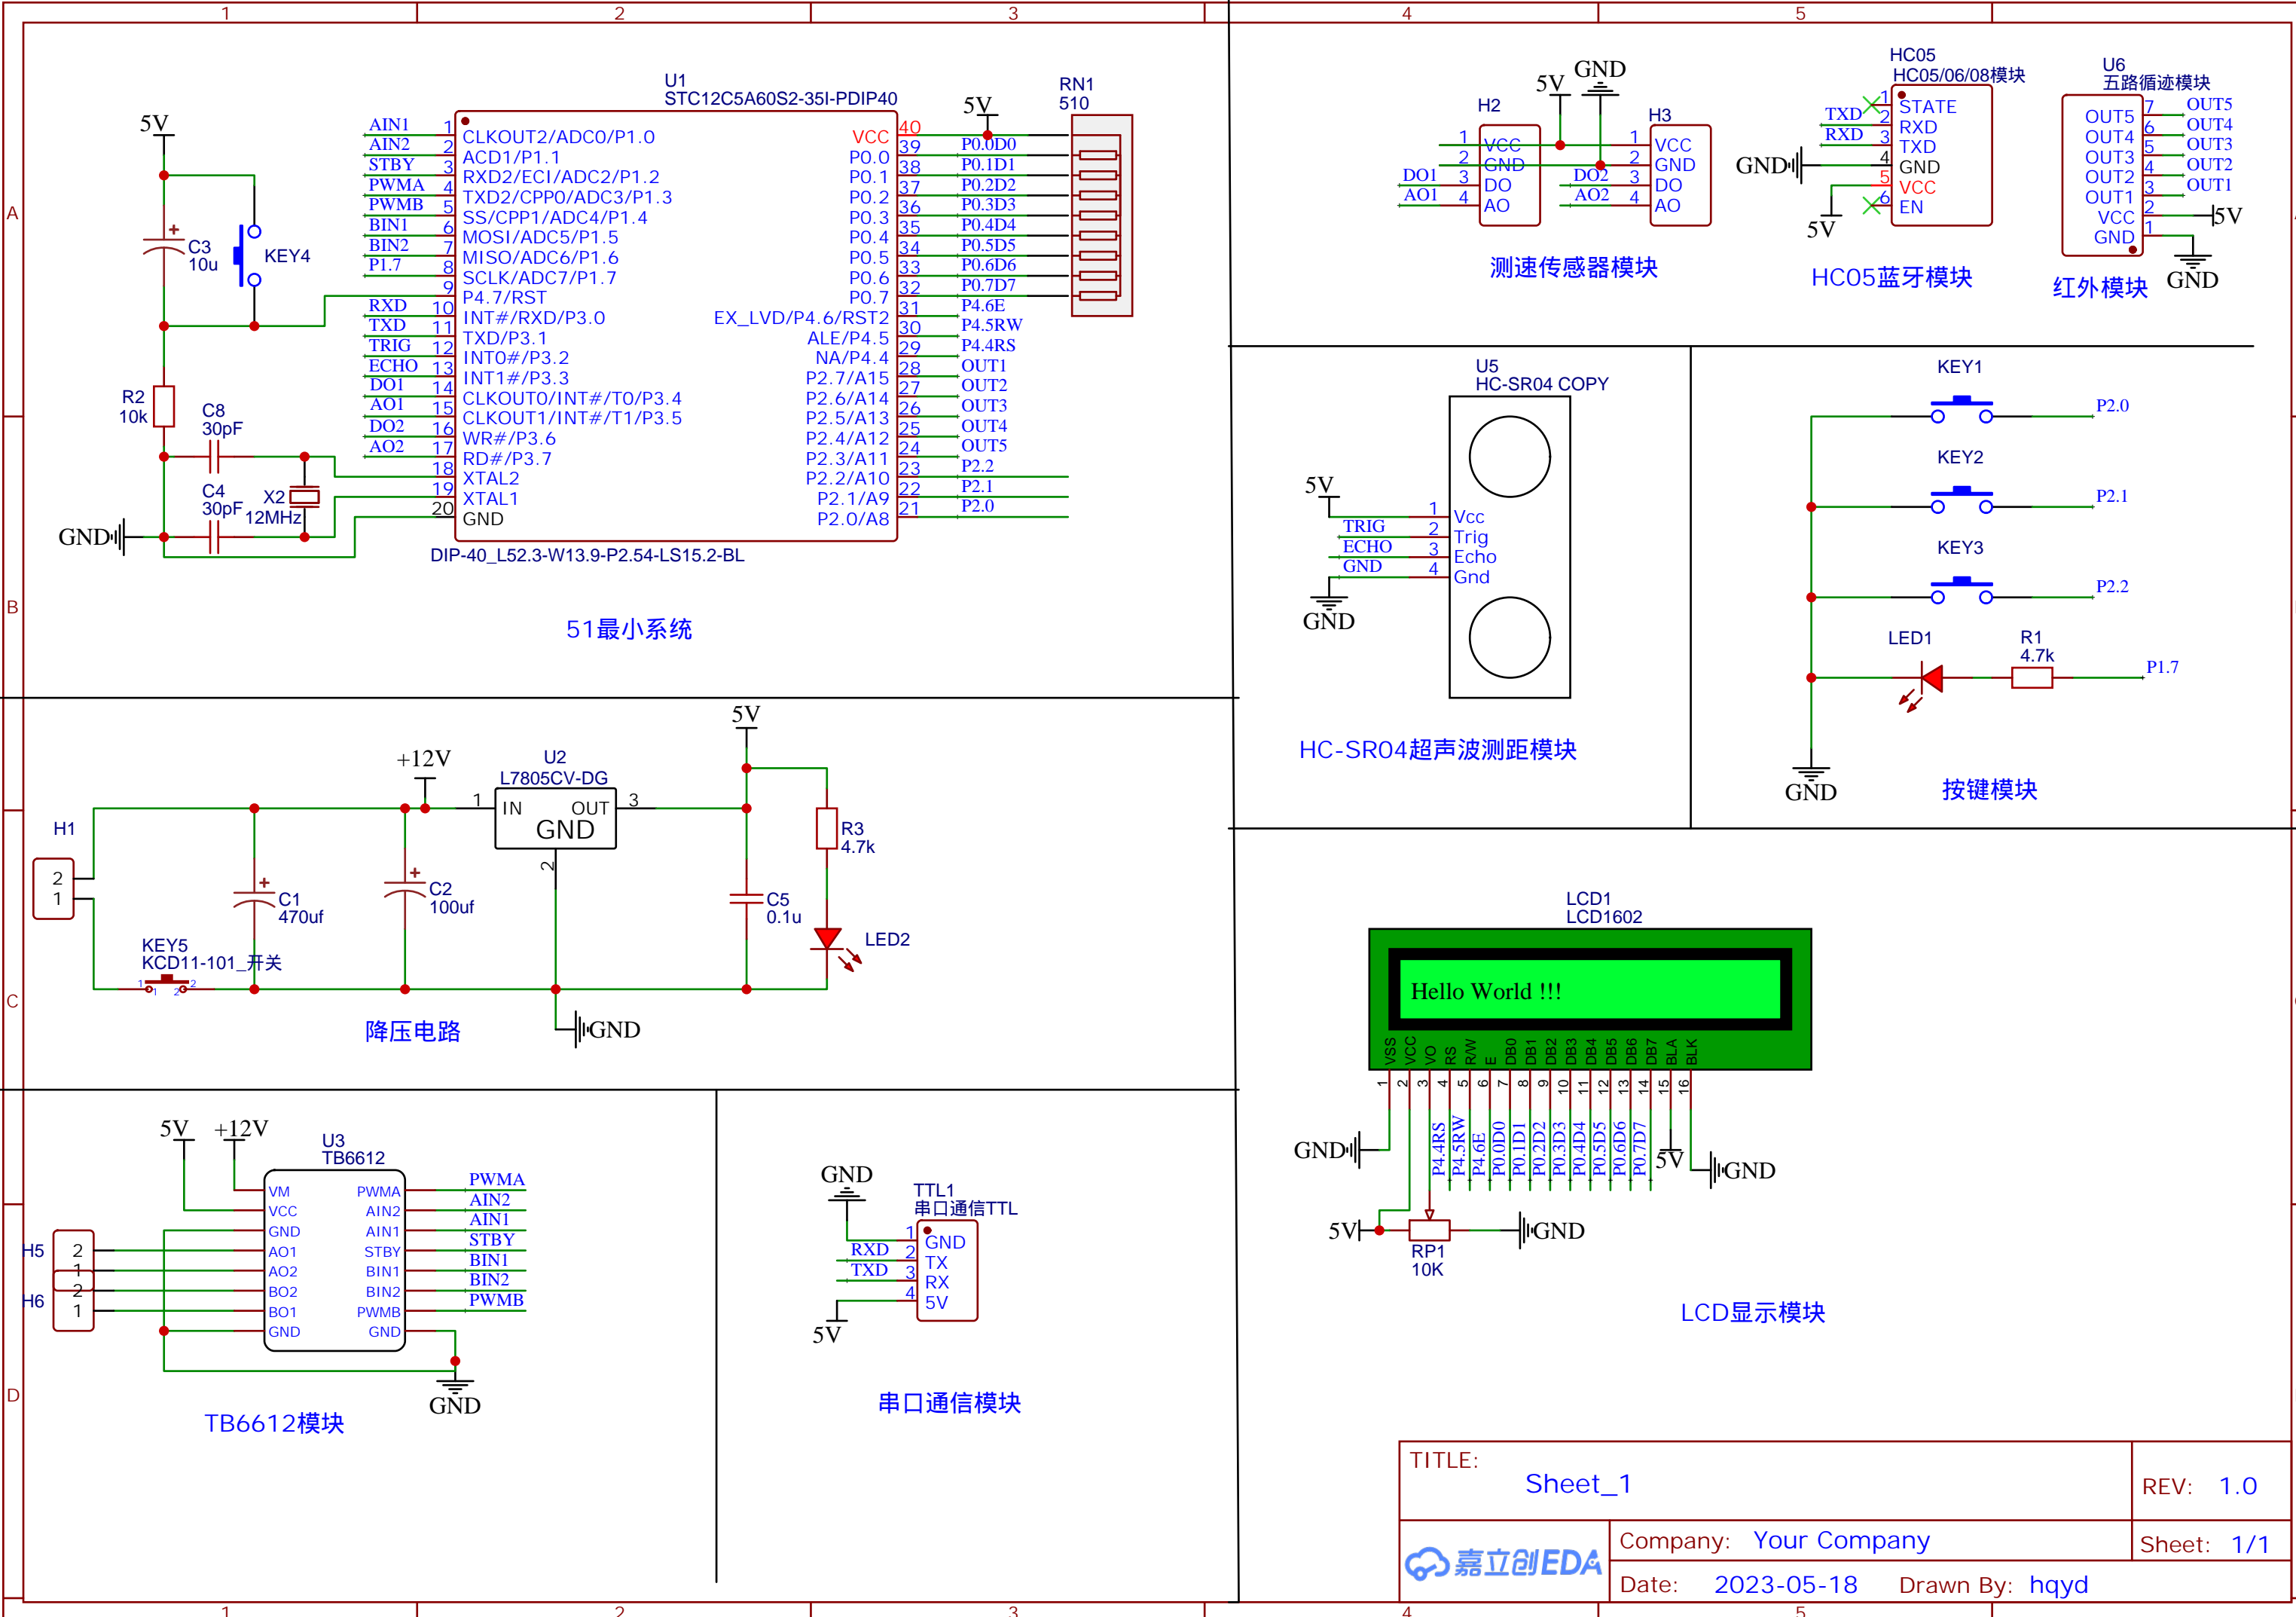 1
2
3
4
5
A
B
C
D
U1
STC12C5A60S2-35I-PDIP40
5V
C3
10u
KEY4
R2
10k
C8
30pF
C4
30pF
X2
12MHz
GND
AIN1 1 CLKOUT2/ADC0/P1.0
AIN2 2 ACD1/P1.1
STBY 3 RXD2/ECI/ADC2/P1.2
PWMA 4 TXD2/CPP0/ADC3/P1.3
PWMB 5 SS/CPP1/ADC4/P1.4
BIN1 6 MOSI/ADC5/P1.5
BIN2 7 MISO/ADC6/P1.6
P1.7 8 SCLK/ADC7/P1.7
9 P4.7/RST
RXD 10 INT#/RXD/P3.0
TXD 11 TXD/P3.1
TRIG 12 INT0#/P3.2
ECHO 13 INT1#/P3.3
DO1 14 CLKOUT0/INT#/T0/P3.4
AO1 15 CLKOUT1/INT#/T1/P3.5
DO2 16 WR#/P3.6
AO2 17 RD#/P3.7
18 XTAL2
19 XTAL1
20 GND
VCC 40 5V
P0.0 39 P0.0D0
P0.1 38 P0.1D1
P0.2 37 P0.2D2
P0.3 36 P0.3D3
P0.4 35 P0.4D4
P0.5 34 P0.5D5
P0.6 33 P0.6D6
P0.7 32 P0.7D7
EX_LVD/P4.6/RST2 31 P4.6E
ALE/P4.5 30 P4.5RW
NA/P4.4 29 P4.4RS
P2.7/A15 28 OUT1
P2.6/A14 27 OUT2
P2.5/A13 26 OUT3
P2.4/A12 25 OUT4
P2.3/A11 24 OUT5
P2.2/A10 23 P2.2
P2.1/A9 22 P2.1
P2.0/A8 21 P2.0
RN1
510
DIP-40_L52.3-W13.9-P2.54-LS15.2-BL
51最小系统
5V GND
H2
1 VCC
2 GND
DO1 3 DO
AO1 4 AO
H3
1 VCC
2 GND
DO2 3 DO
AO2 4 AO
测速传感器模块
HC05
HC05/06/08模块
1 STATE
TXD 2 RXD
RXD 3 TXD
GND 4 GND
5 VCC
6 EN
5V
HC05蓝牙模块
U6
五路循迹模块
OUT5 7 OUT5
OUT4 6 OUT4
OUT3 5 OUT3
OUT2 4 OUT2
OUT1 3 OUT1
VCC 2 5V
GND 1
GND
红外模块
U5
HC-SR04 COPY
5V
1 Vcc
TRIG 2 Trig
ECHO 3 Echo
GND 4 Gnd
GND
HC-SR04超声波测距模块
KEY1
P2.0
KEY2
P2.1
KEY3
P2.2
LED1
R1
4.7k
P1.7
GND
按键模块
H1
2
1
+12V
U2
L7805CV-DG
1 IN OUT 3
GND
2
5V
C1
470uf
C2
100uf
C5
0.1u
R3
4.7k
LED2
KEY5
KCD11-101_开关
1 1 2 2
GND
降压电路
5V +12V
U3
TB6612
VM PWMA PWMA
VCC AIN2 AIN2
GND AIN1 AIN1
H5 2 AO1 STBY STBY
1 AO2 BIN1 BIN1
H6 2 BO2 BIN2 BIN2
1 BO1 PWMB PWMB
GND GND
GND
TB6612模块
GND
TTL1
串口通信TTL
1 GND
RXD 2 TX
TXD 3 RX
4 5V
5V
串口通信模块
LCD1
LCD1602
Hello World !!!
VSS VCC VO RS R/W E DB0 DB1 DB2 DB3 DB4 DB5 DB6 DB7 BLA BLK
1 2 3 4 5 6 7 8 9 10 11 12 13 14 15 16
P4.4RS P4.5RW P4.6E P0.0D0 P0.1D1 P0.2D2 P0.3D3 P0.4D4 P0.5D5 P0.6D6 P0.7D7
GND
5V
GND
5V
GND
RP1
10K
LCD显示模块
TITLE:
Sheet_1
REV: 1.0
嘉立创EDA
Company: Your Company
Sheet: 1/1
Date: 2023-05-18
Drawn By: hqyd
1
2
3
4
5